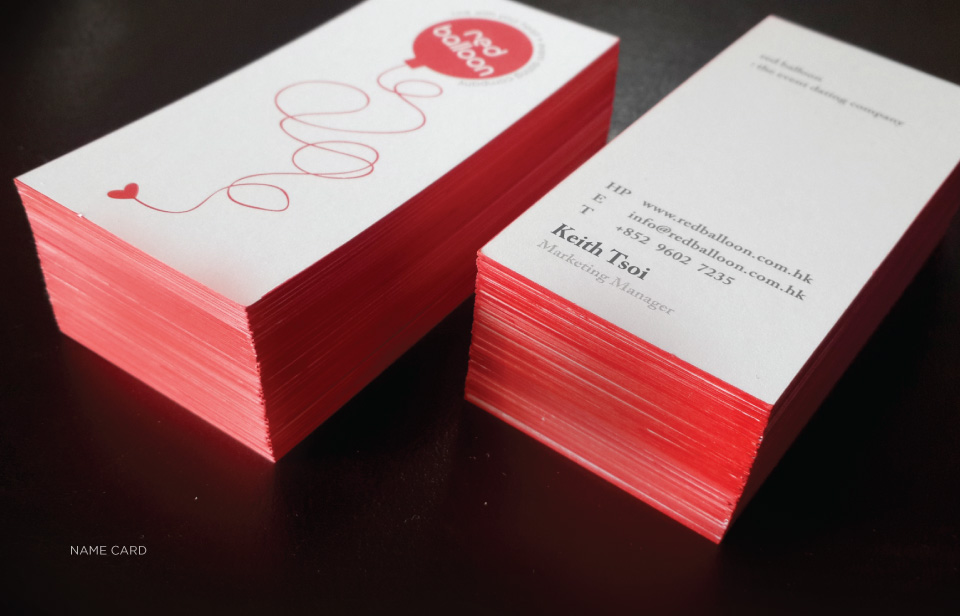 red
balloon
red balloon
: the event dating company
HP www.redballoon.com.hk
E info@redballoon.com.hk
T +852 9602 7235
Keith Tsoi
Marketing Manager
NAME CARD